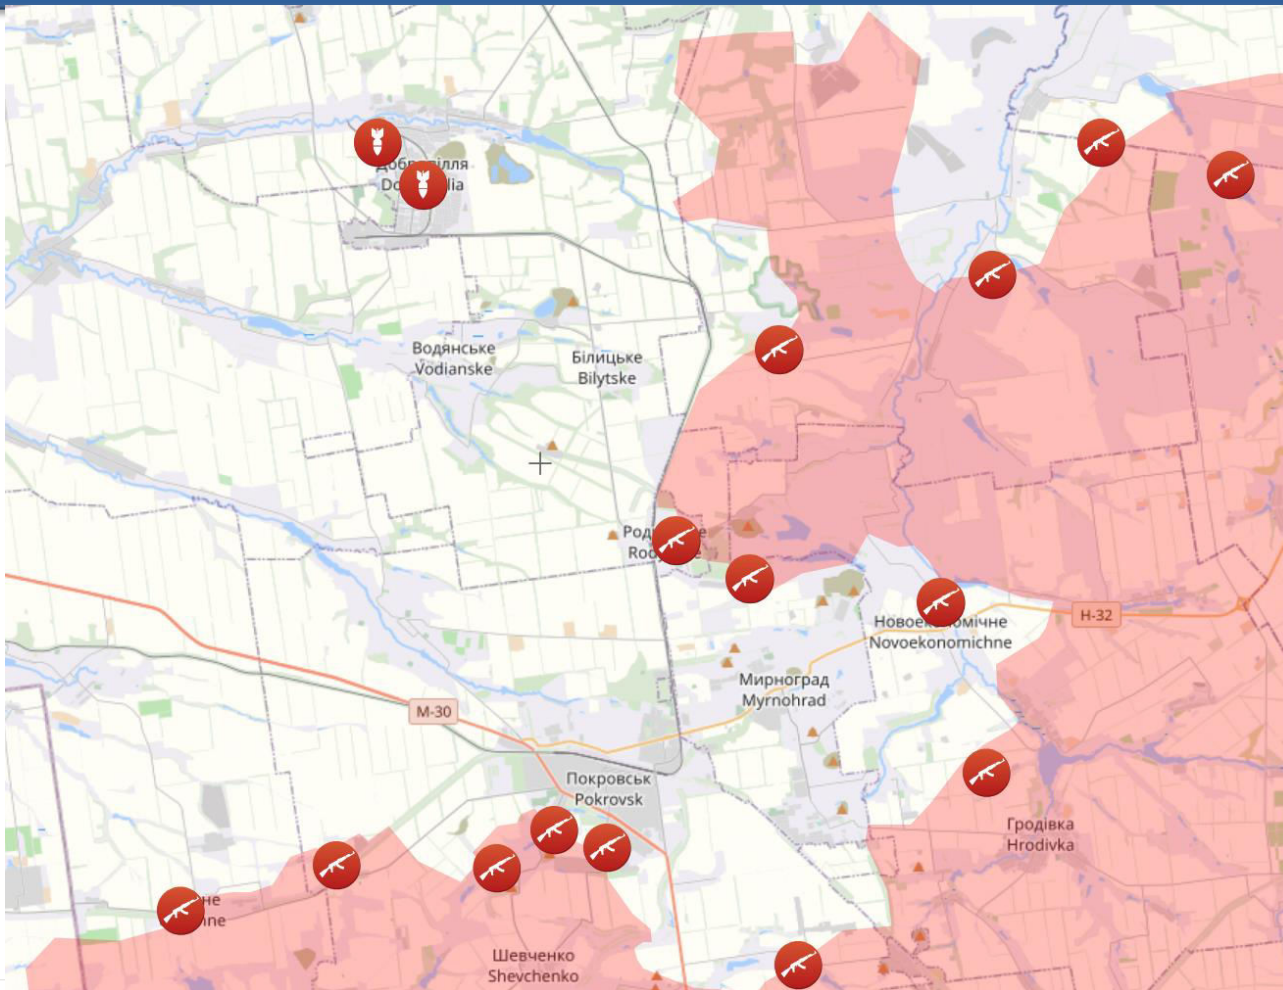 Водянське
Vodianske
Білицьке
Bilytske
Новоекономічне
Novoekonomichne
Н-32
Мирноград
Myrnohrad
М-30
Покровськ
Pokrovsk
Гродівка
Hrodivka
Шевченко
Shevchenko